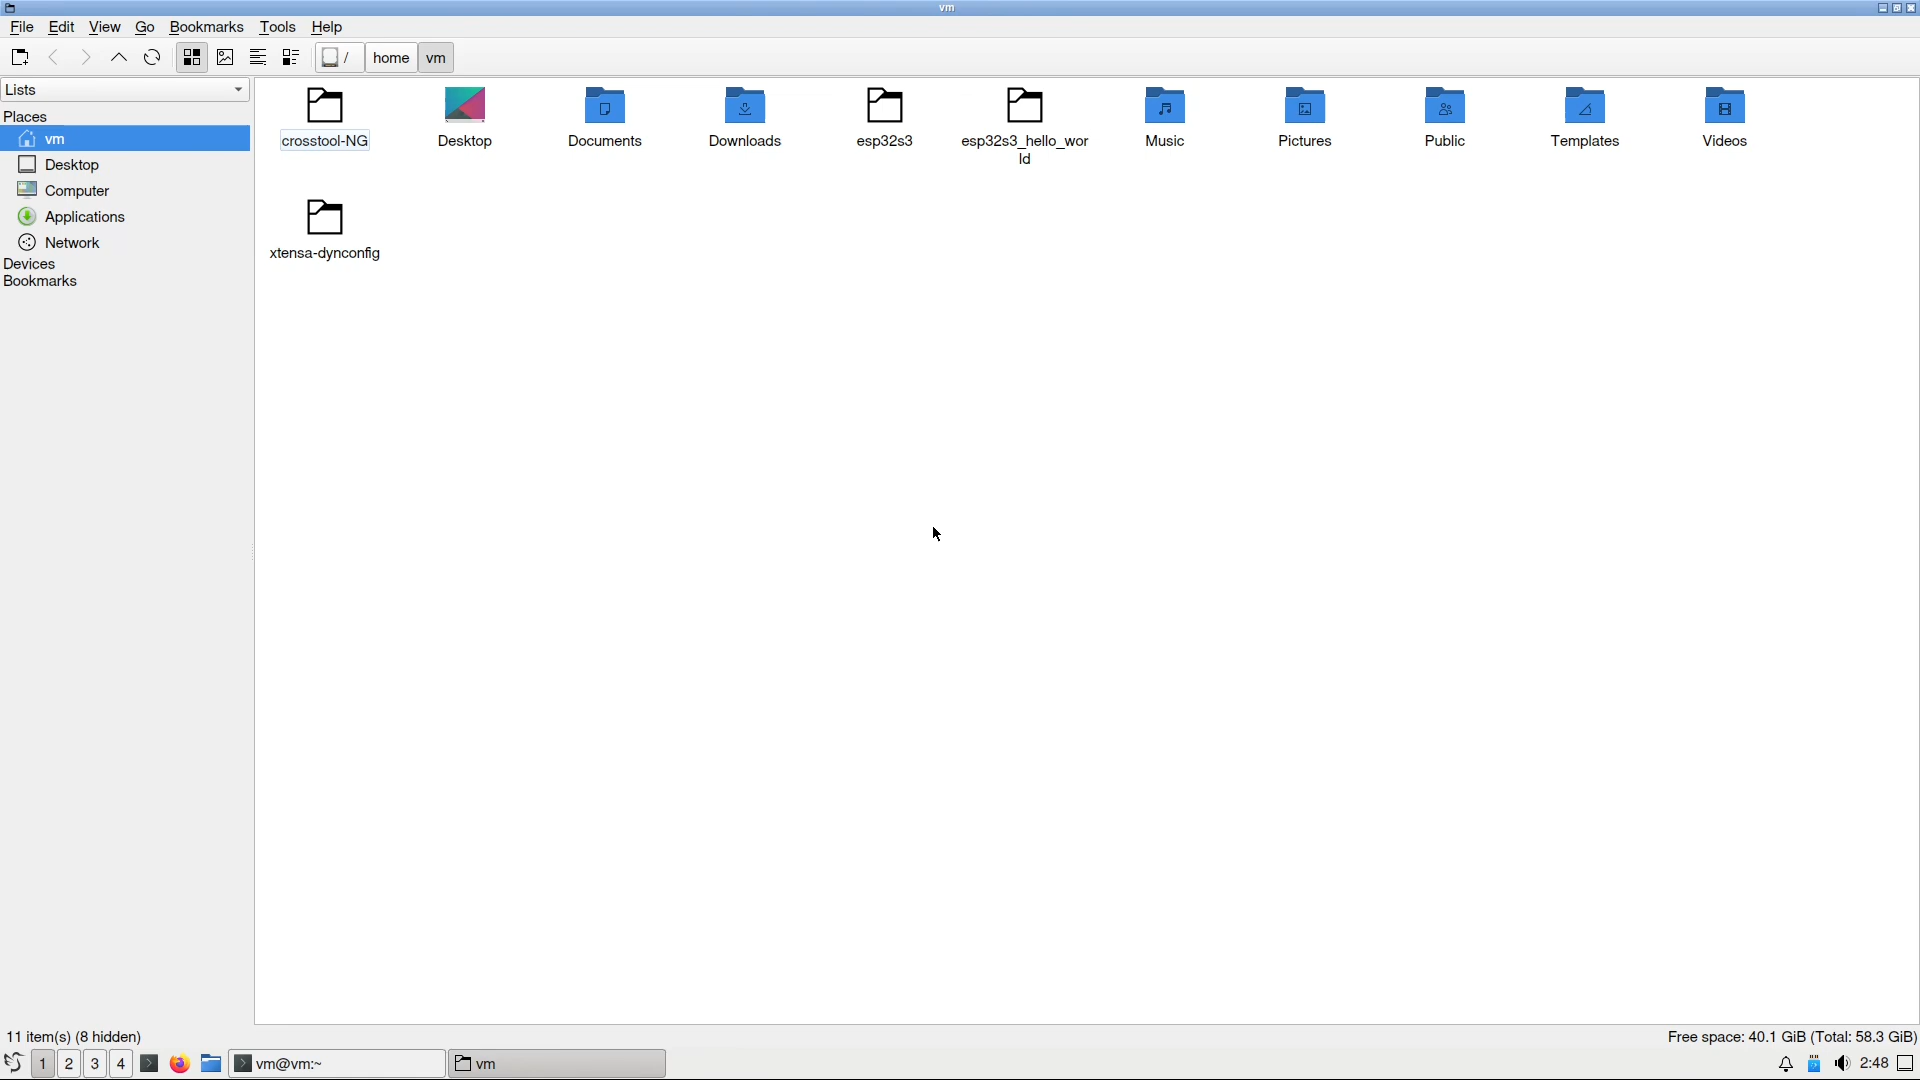 vm
File Edit View Go Bookmarks Tools Help
/ home vm
Lists
Places
vm
Desktop
Computer
Applications
Network
Devices
Bookmarks
crosstool-NG Desktop Documents Downloads esp32s3 esp32s3_hello_wor Music Pictures Public Templates Videos
ld
xtensa-dynconfig
11 item(s) (8 hidden) Free space: 40.1 GiB (Total: 58.3 GiB)
1 2 3 4 vm@vm:~ vm 2:48